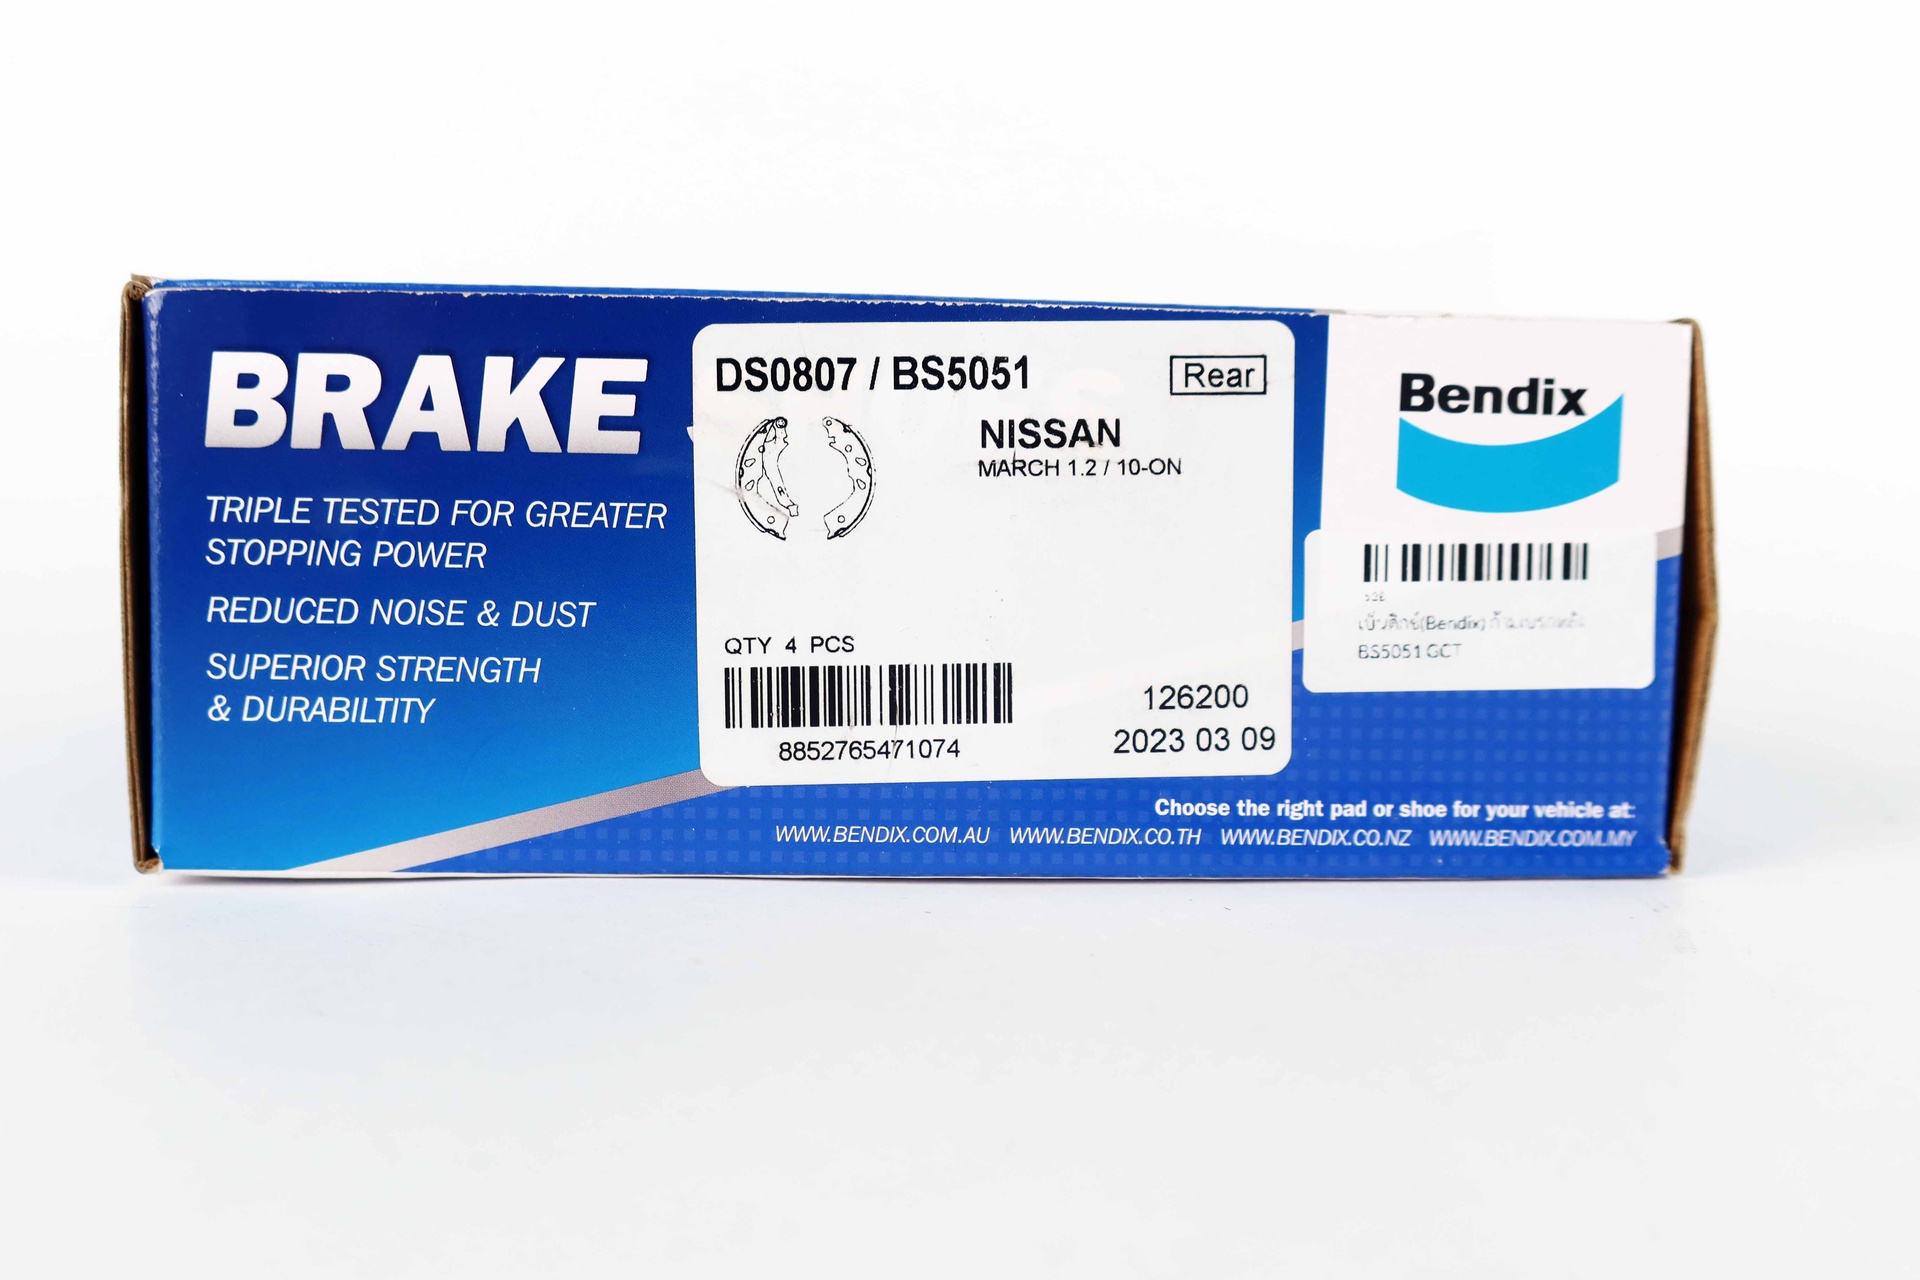 BRAKE
TRIPLE TESTED FOR GREATER
STOPPING POWER
REDUCED NOISE & DUST
SUPERIOR STRENGTH
& DURABILTITY
DS0807 / BS5051
Rear
NISSAN
MARCH 1.2 / 10-ON
QTY 4 PCS
8852765471074
126200
2023 03 09
Bendix
(Bendix)
BS5051 GCT
Choose the right pad or shoe for your vehicle at:
WWW.BENDIX.COM.AU WWW.BENDIX.CO.TH WWW.BENDIX.CO.NZ WWW.BENDIX.COM.MY